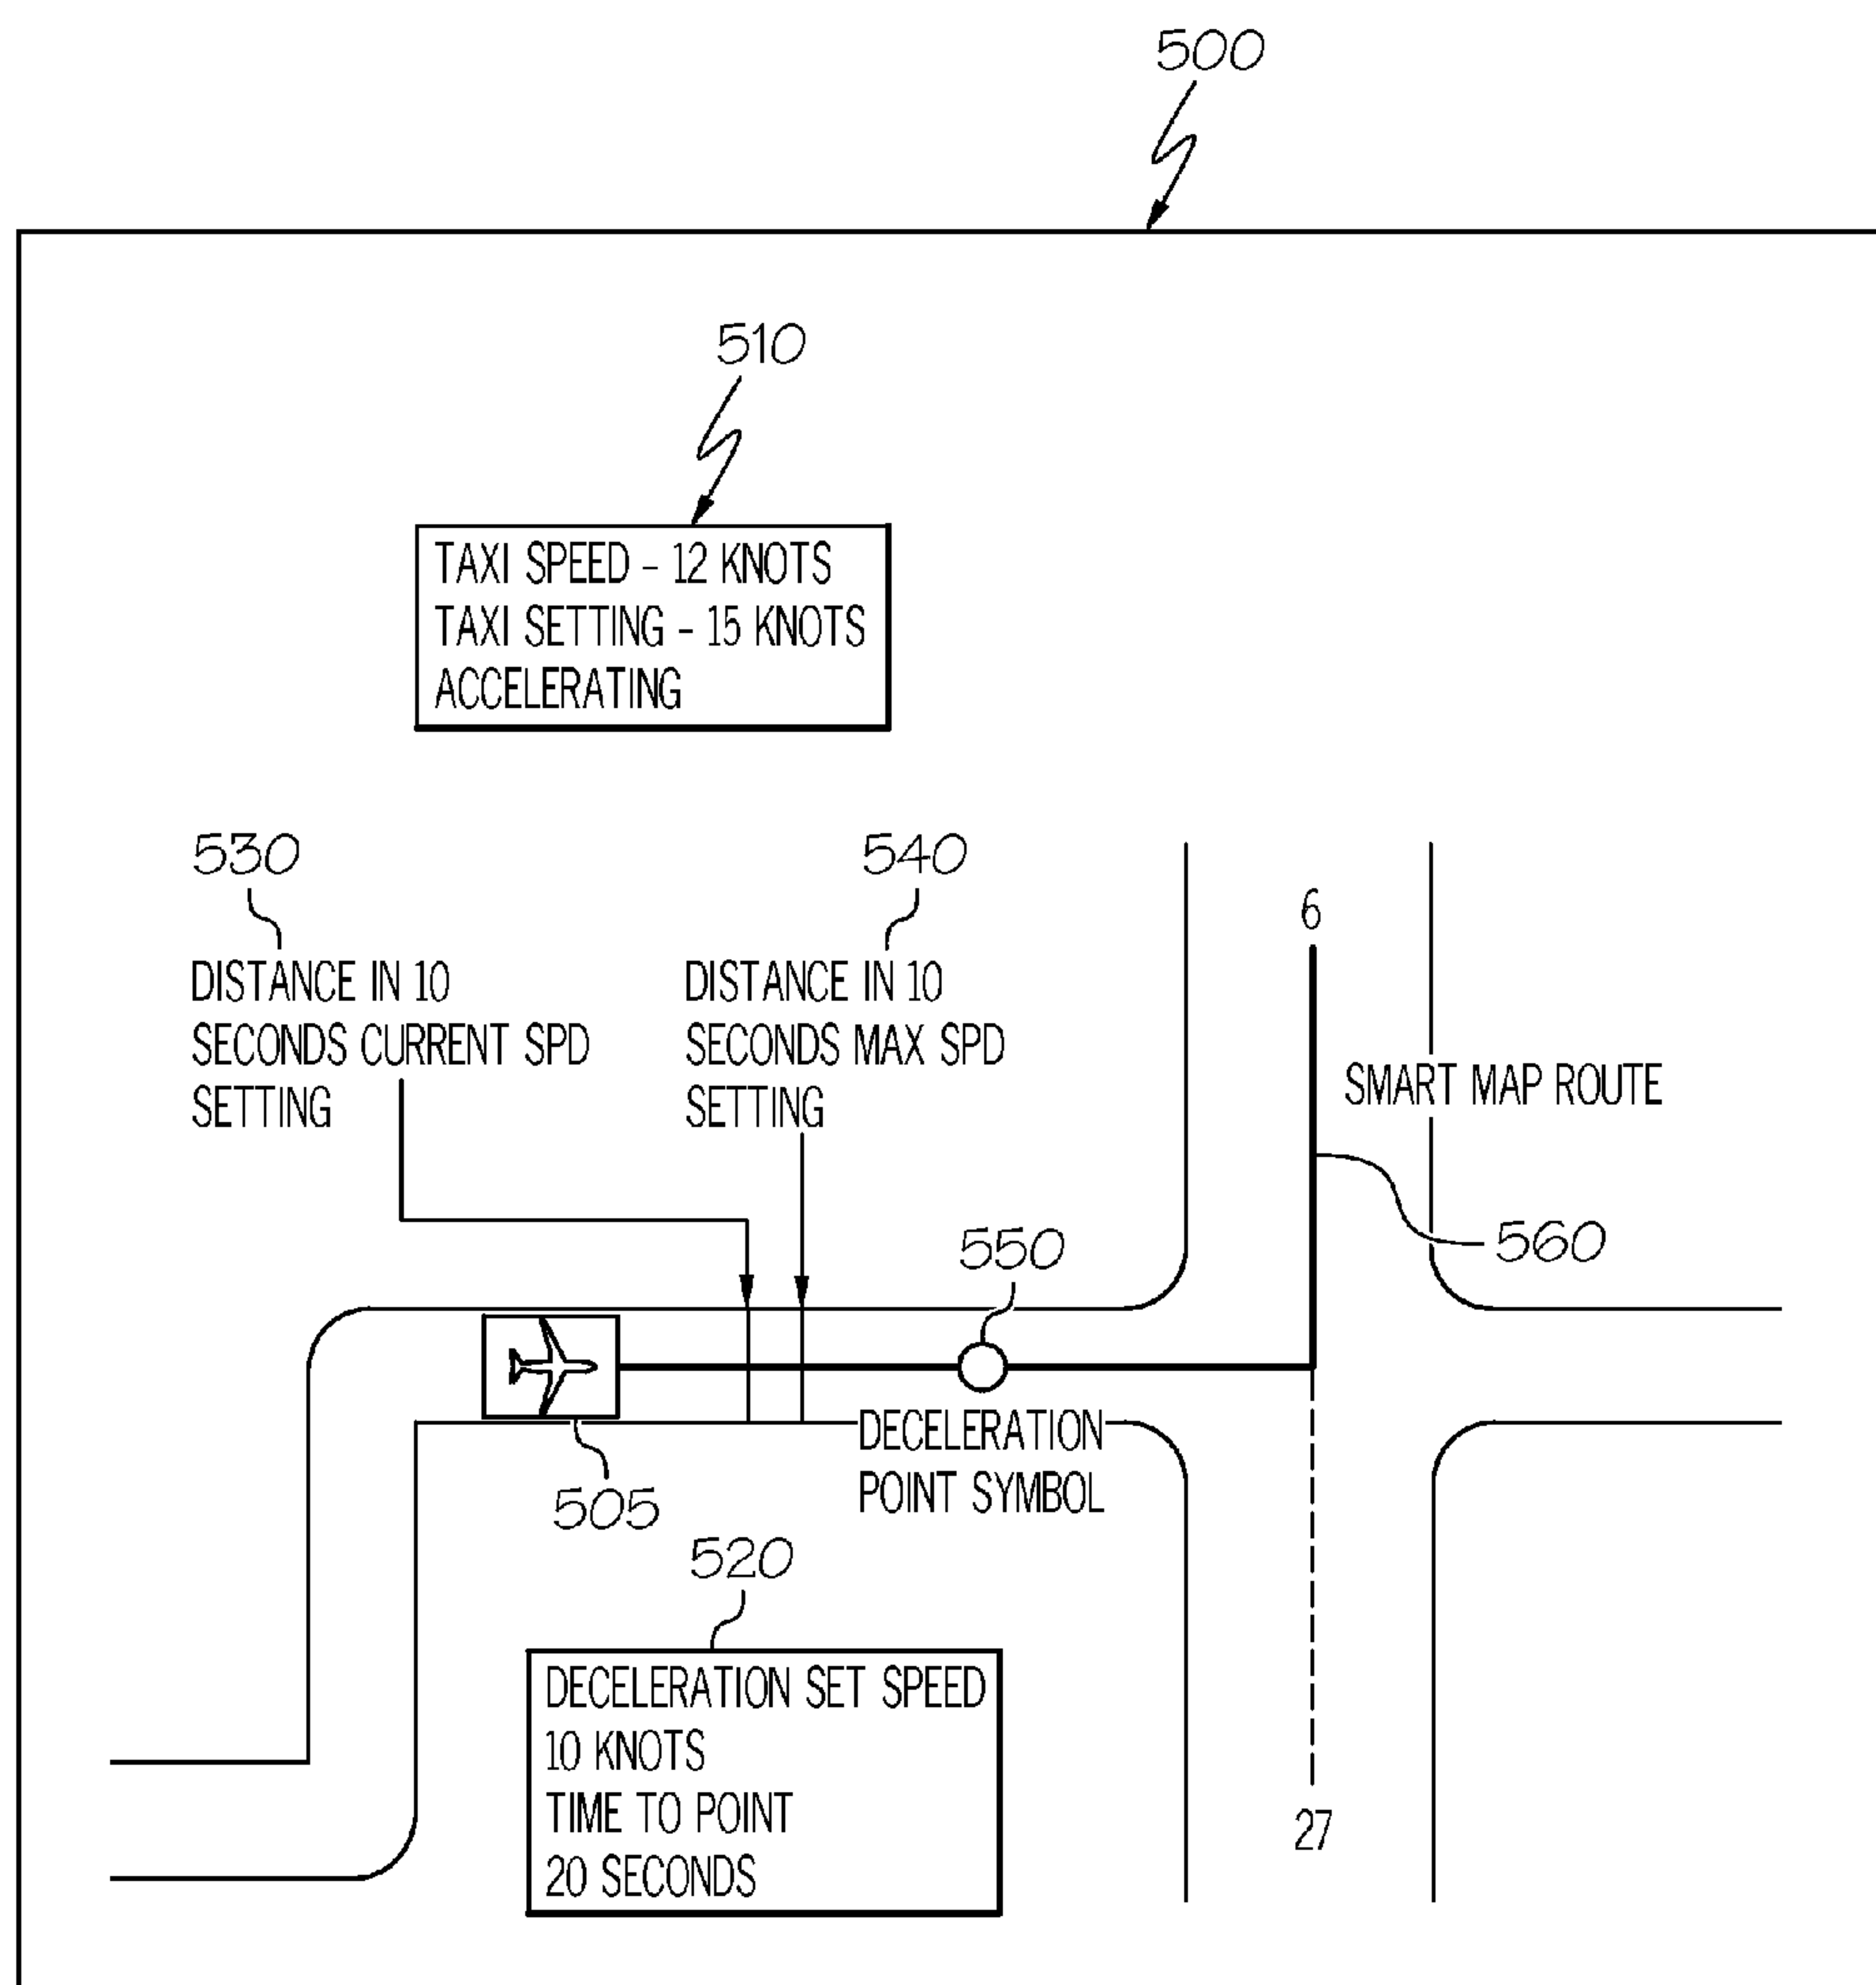 500
510
TAXI SPEED – 12 KNOTS
TAXI SETTING – 15 KNOTS
ACCELERATING
530
DISTANCE IN 10
SECONDS CURRENT SPD
SETTING
540
DISTANCE IN 10
SECONDS MAX SPD
SETTING
6
SMART MAP ROUTE
560
550
DECELERATION
POINT SYMBOL
505
520
DECELERATION SET SPEED
10 KNOTS
TIME TO POINT
20 SECONDS
27